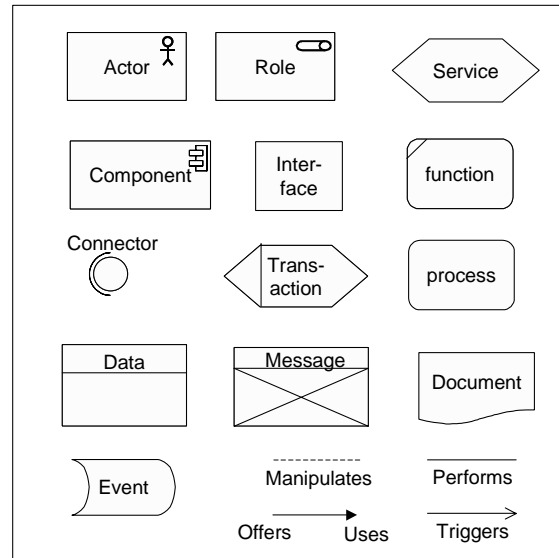 Actor
Role
Service
Component
Inter-
face
function
Connector
Trans-
action
process
Data
Message
Document
Event
Manipulates
Performs
Offers
Uses
Triggers